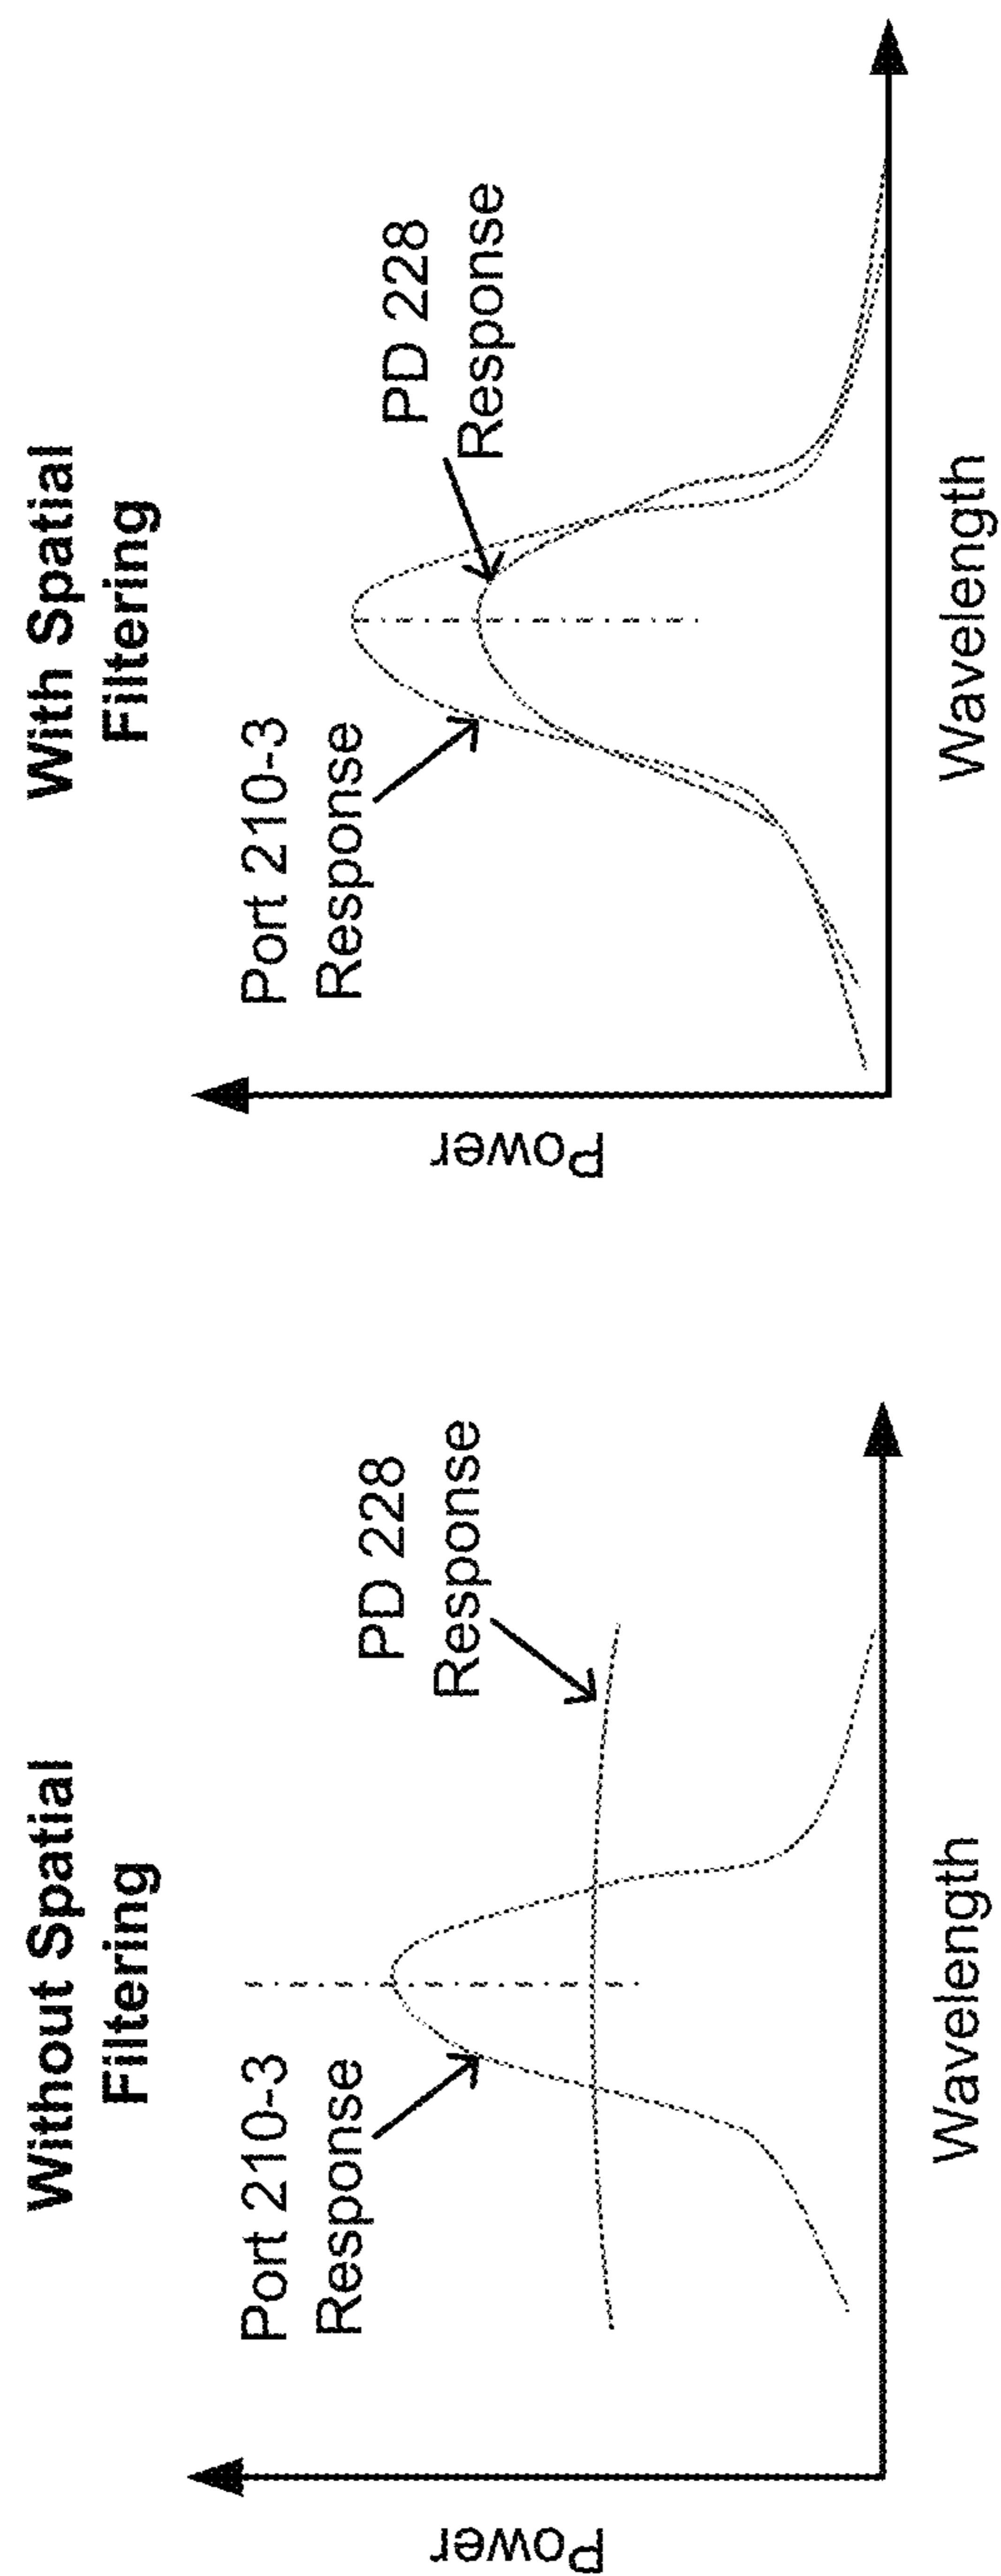 Without Spatial
Filtering
Port 210-3
Response
PD 228
Response
Power
Wavelength
With Spatial
Filtering
Port 210-3
Response
PD 228
Response
Power
Wavelength